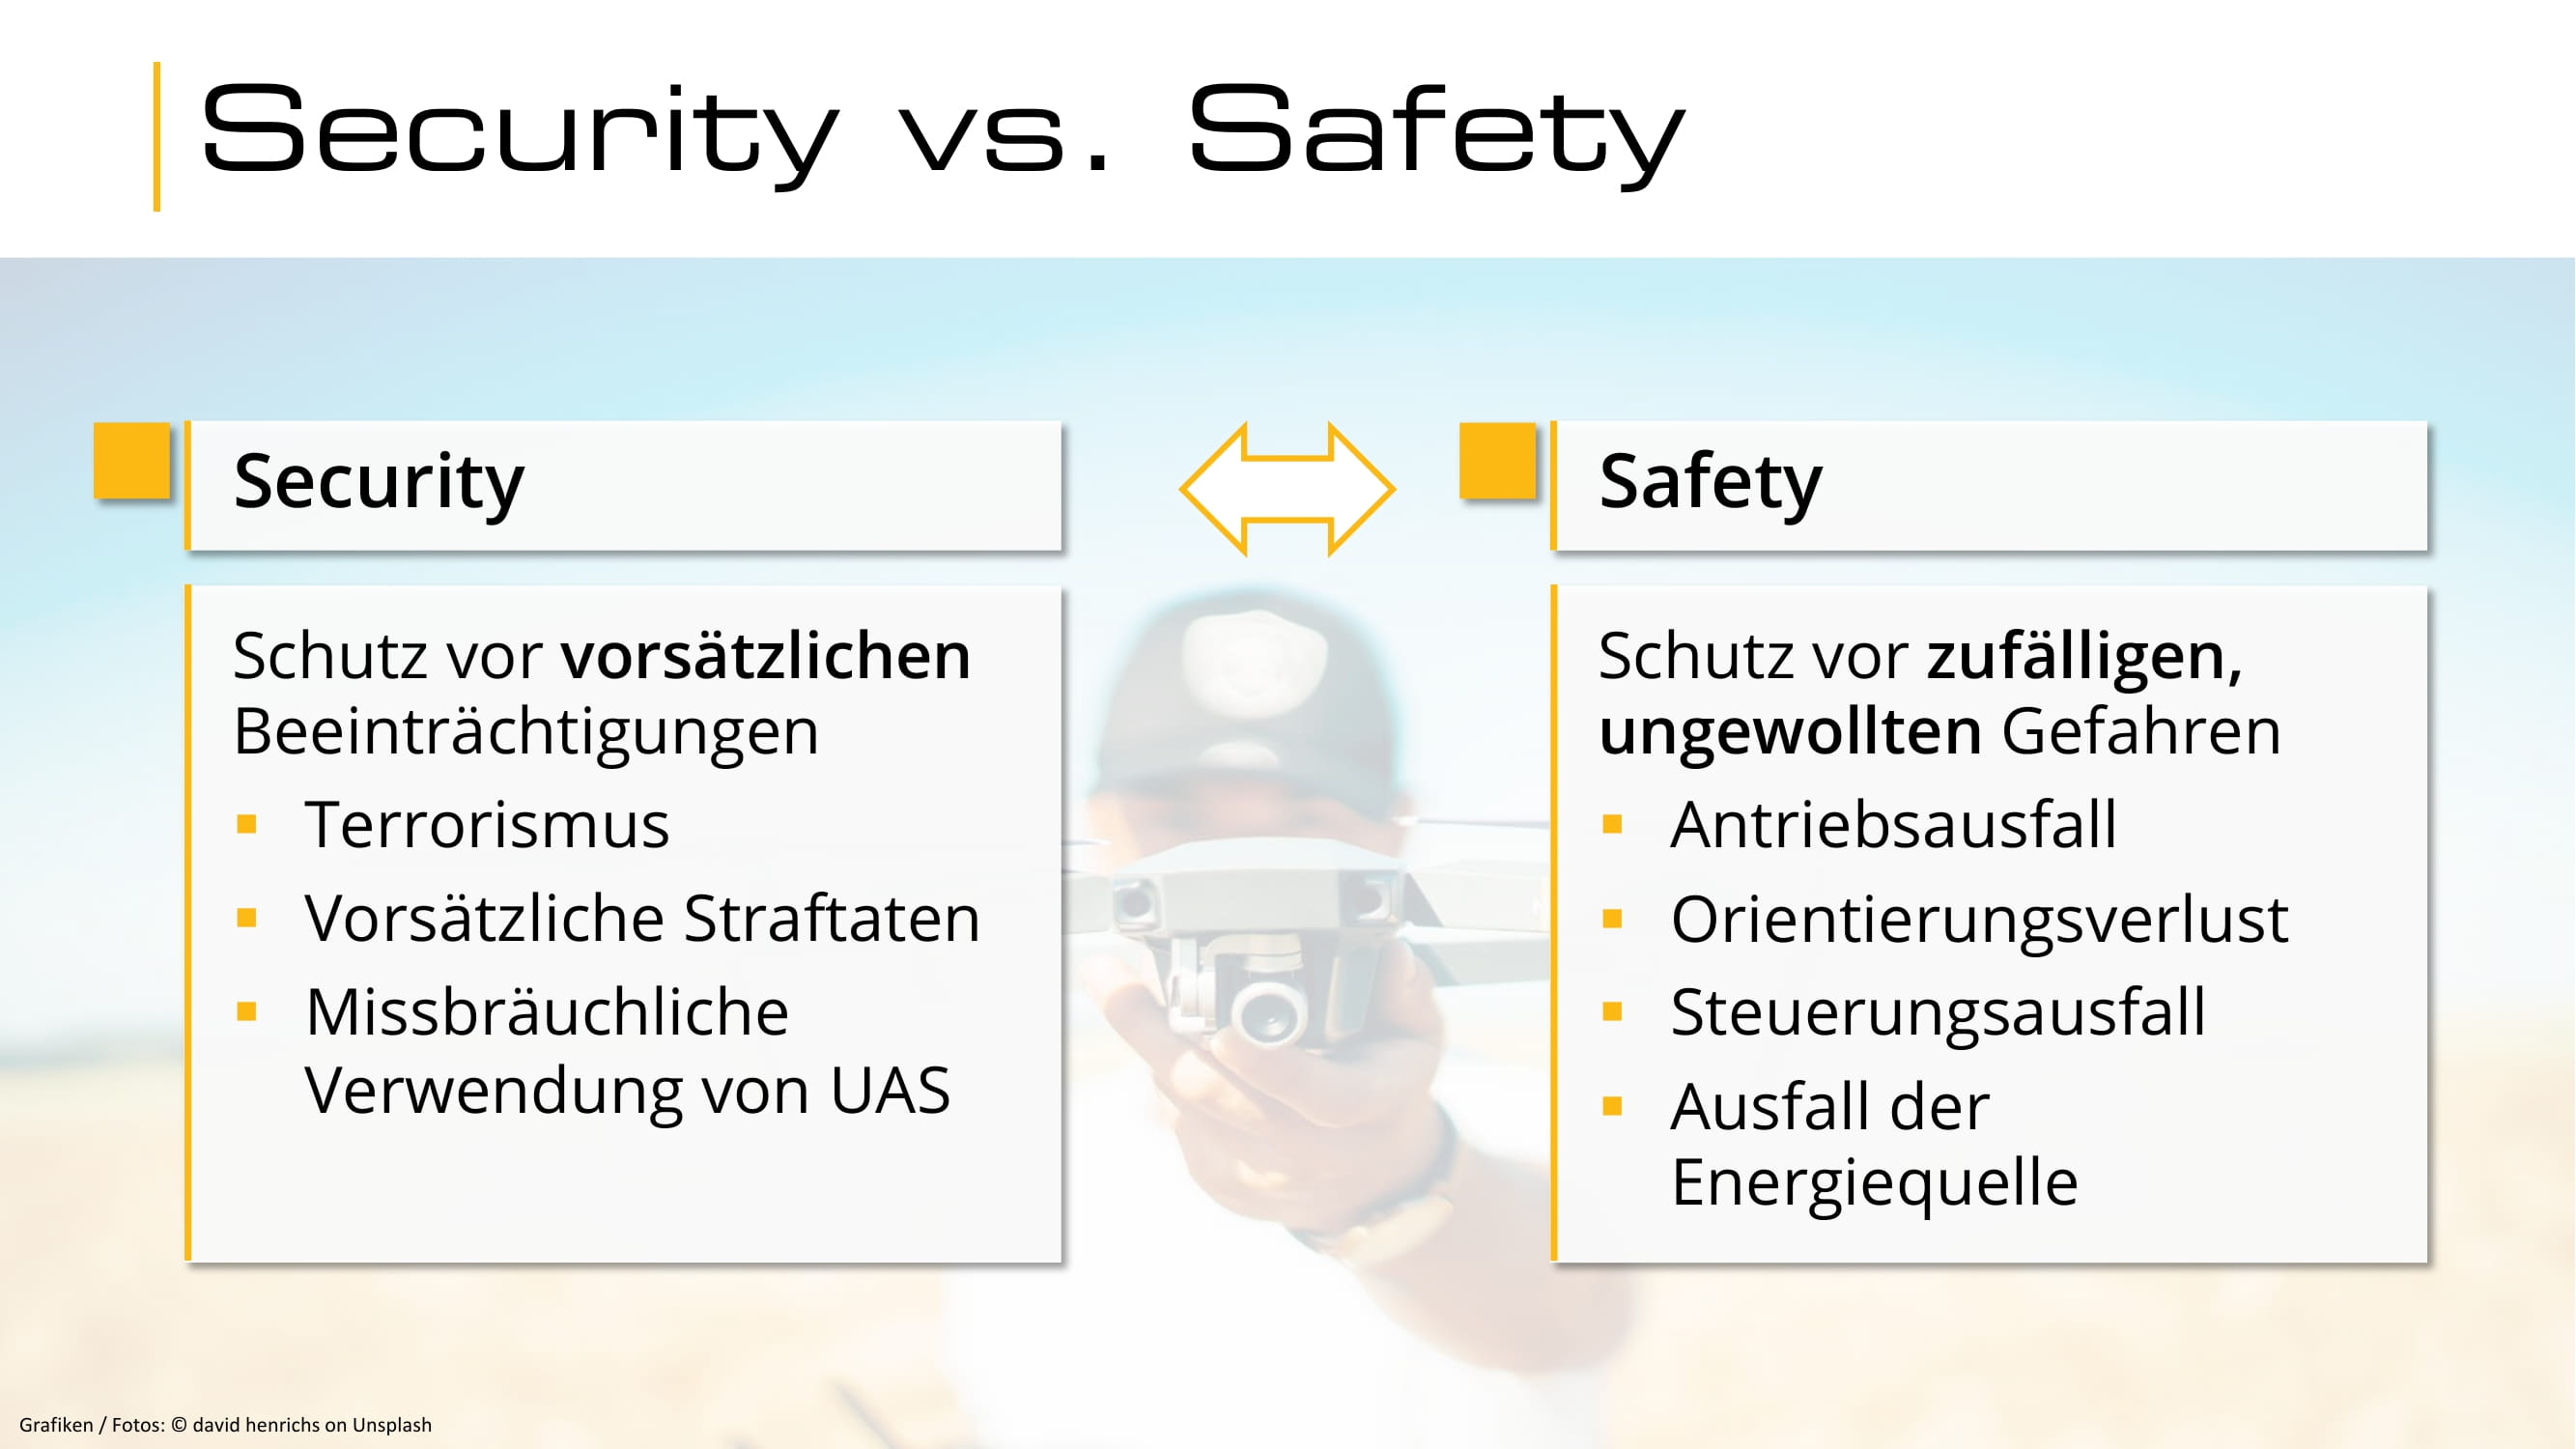 Security vs. Safety
Security
Schutz vor vorsätzlichen
Beeinträchtigungen
▪ Terrorismus
▪ Vorsätzliche Straftaten
▪ Missbräuchliche
Verwendung von UAS
Safety
Schutz vor zufälligen,
ungewollten Gefahren
▪ Antriebsausfall
▪ Orientierungsverlust
▪ Steuerungsausfall
▪ Ausfall der
Energiequelle
Grafiken / Fotos: © david henrichs on Unsplash